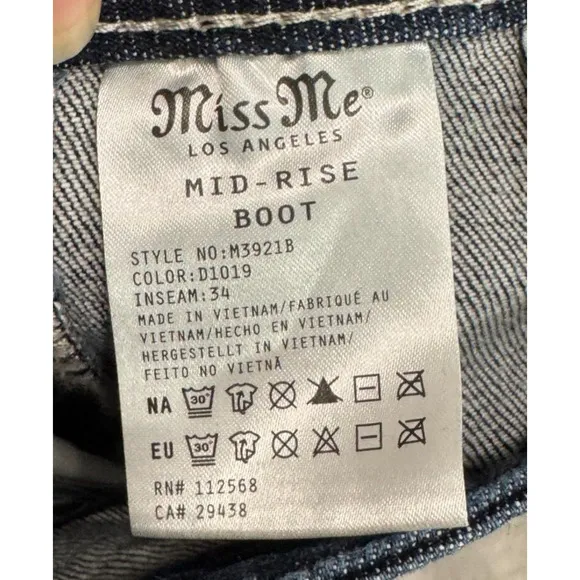 Miss Me®
LOS ANGELES
MID-RISE
BOOT
STYLE NO:M3921B
COLOR:D1019
INSEAM:34
MADE IN VIETNAM/FABRIQUÉ AU
VIETNAM/HECHO EN VIETNAM/
HERGESTELLT IN VIETNAM/
FEITO NO VIETNÃ
NA 30°
EU 30°
RN# 112568
CA# 29438